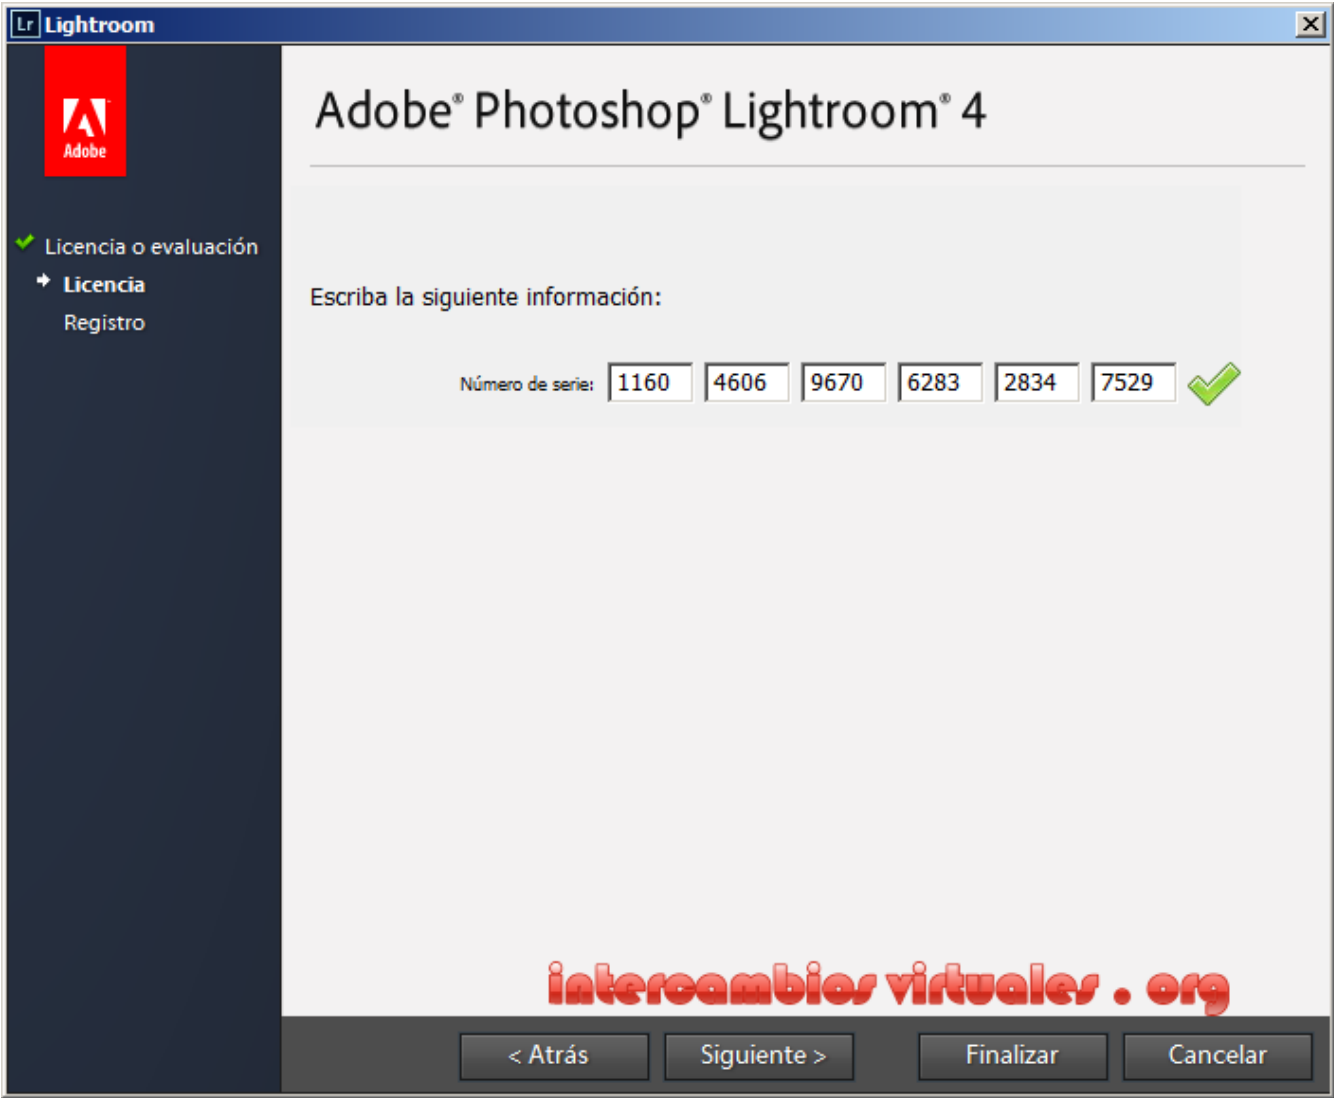 Lr Lightroom
Adobe
Adobe® Photoshop® Lightroom® 4
Licencia o evaluación
Licencia
Registro
Escriba la siguiente información:
Número de serie: 1160 4606 9670 6283 2834 7529
intercambios virtuales . org
< Atrás Siguiente > Finalizar Cancelar